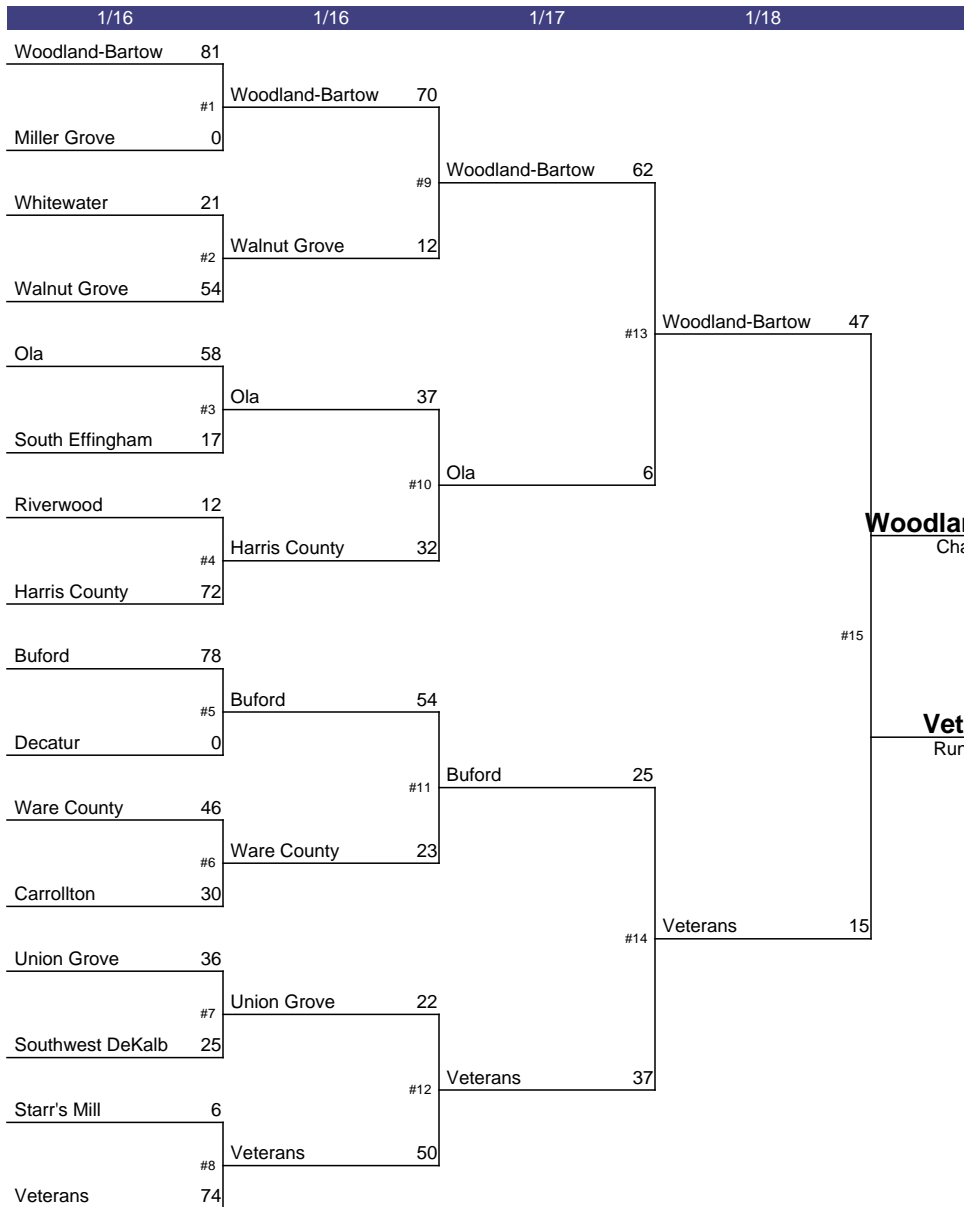 1/16 1/16 1/17 1/18
Woodland-Bartow 81
#1 Woodland-Bartow 70
Miller Grove 0
#9 Woodland-Bartow 62
Whitewater 21
#2 Walnut Grove 12
Walnut Grove 54
#13 Woodland-Bartow 47
Ola 58
#3 Ola 37
South Effingham 17
#10 Ola 6
Riverwood 12
#4 Harris County 32
Harris County 72
Woodlan
Cha
#15
Buford 78
#5 Buford 54
Decatur 0
Vet
Run
#11 Buford 25
Ware County 46
#6 Ware County 23
Carrollton 30
#14 Veterans 15
Union Grove 36
#7 Union Grove 22
Southwest DeKalb 25
#12 Veterans 37
Starr's Mill 6
#8 Veterans 50
Veterans 74